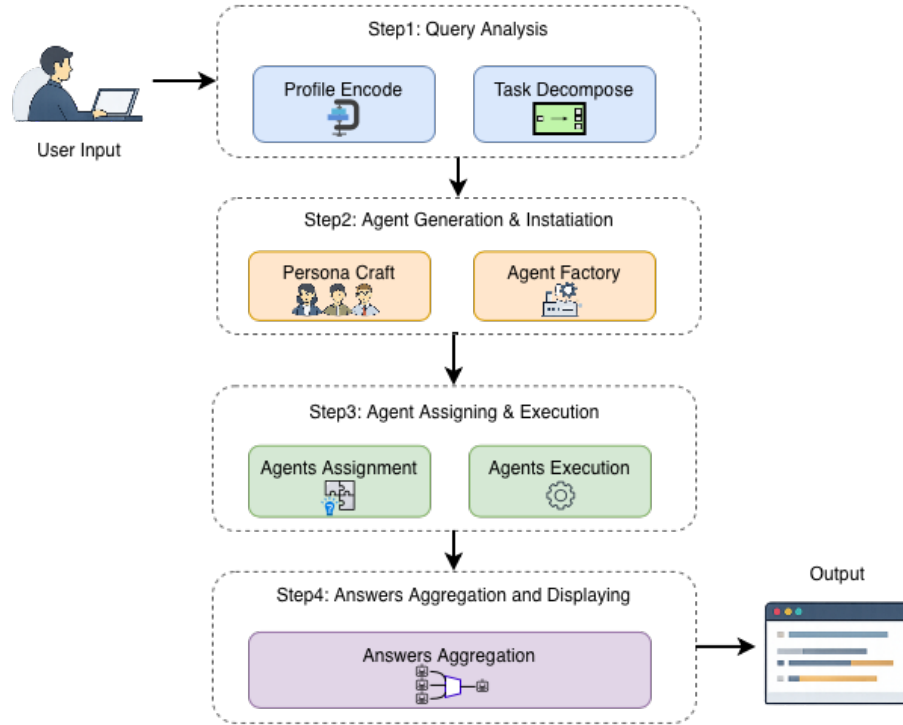 Step1: Query Analysis
Profile Encode
Task Decompose
User Input
Step2: Agent Generation & Instatiation
Persona Craft
Agent Factory
Step3: Agent Assigning & Execution
Agents Assignment
Agents Execution
Step4: Answers Aggregation and Displaying
Answers Aggregation
Output